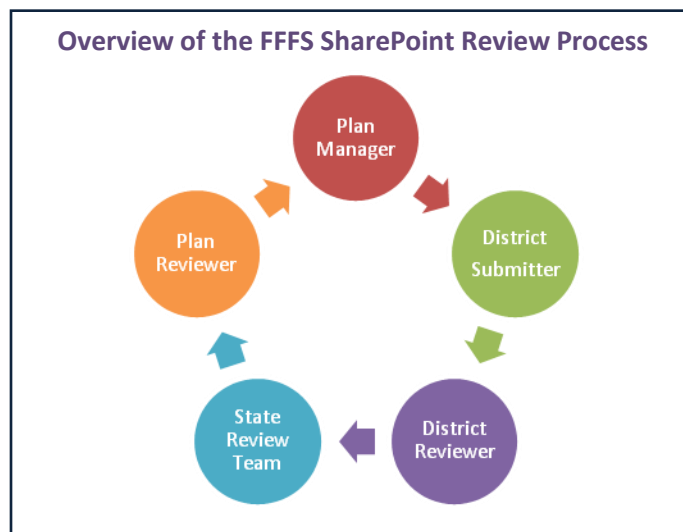 Overview of the FFFS SharePoint Review Process
Plan
Manager
District
Submitter
District
Reviewer
State
Review
Team
Plan
Reviewer